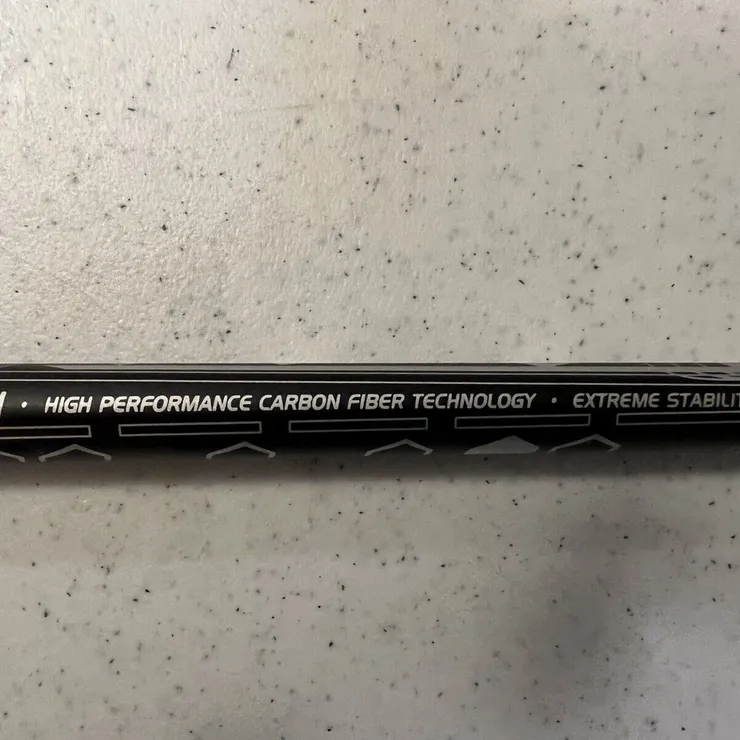 · HIGH PERFORMANCE CARBON FIBER TECHNOLOGY · EXTREME STABILIT